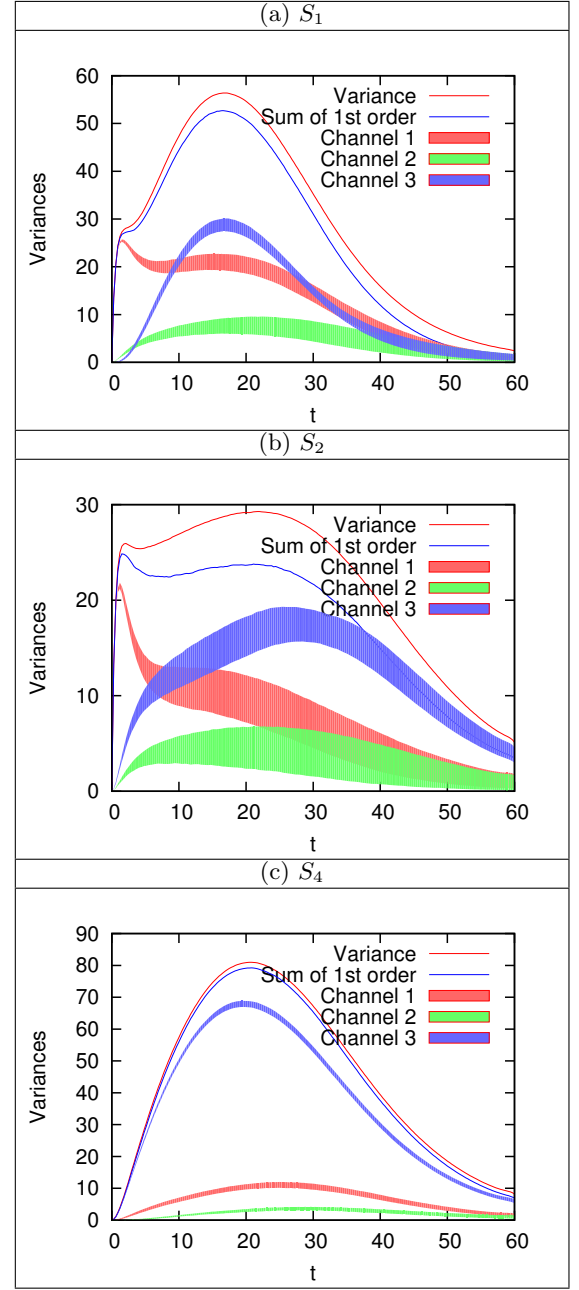 (a) S₁
60
50
40
30
20
10
0
Variances
0 10 20 30 40 50 60
t
Variance
Sum of 1st order
Channel 1
Channel 2
Channel 3
(b) S₂
30
20
10
0
Variances
0 10 20 30 40 50 60
t
Variance
Sum of 1st order
Channel 1
Channel 2
Channel 3
(c) S₄
90
80
70
60
50
40
30
20
10
0
Variances
0 10 20 30 40 50 60
t
Variance
Sum of 1st order
Channel 1
Channel 2
Channel 3